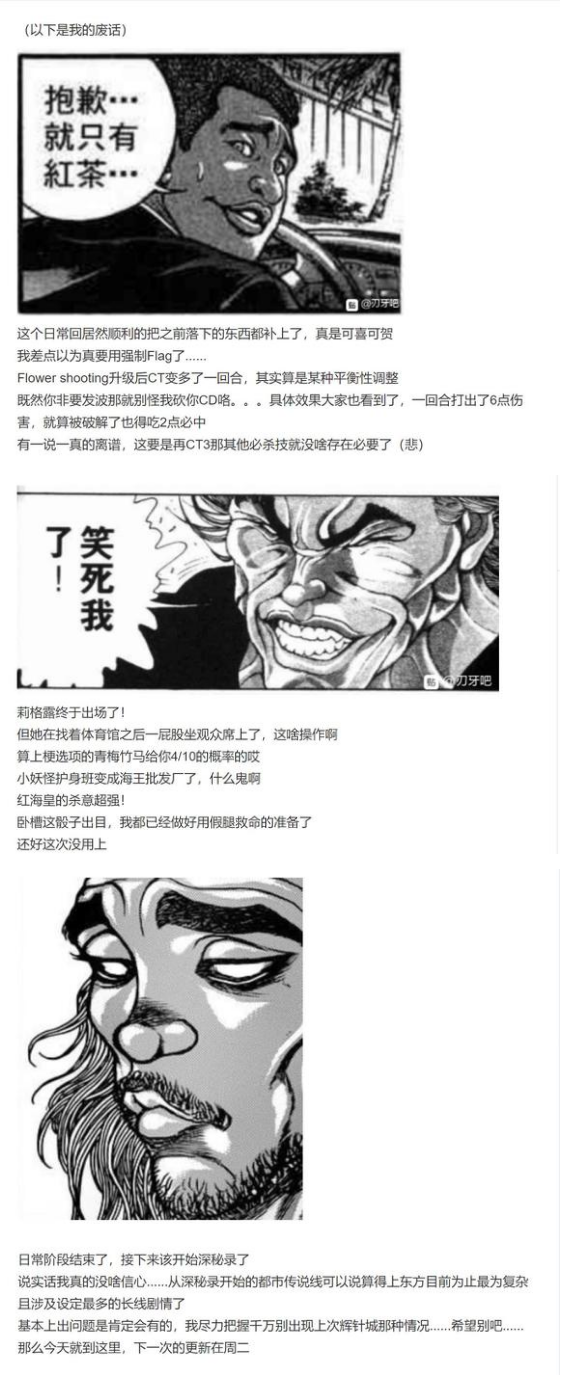 （以下是我的废话）
抱歉…
就只有
紅茶…
@刃牙吧
这个日常回居然顺利的把之前落下的东西都补上了，真是可喜可贺
我差点以为真要用强制Flag了......
Flower shooting升级后CT变多了一回合，其实算是某种平衡性调整
既然你非要发波那就别怪我砍你CD咯。。。具体效果大家也看到了，一回合打出了6点伤
害，就算被破解了也得吃2点必中
有一说一真的离谱，这要是再CT3那其他必杀技就没啥存在必要了（悲）
笑死我
了！
@刃牙吧
莉格露终于出场了！
但她在找着体育馆之后一屁股坐观众席上了，这啥操作啊
算上梗选项的青梅竹马给你4/10的概率的哎
小妖怪护身班变成海王批发厂了，什么鬼啊
红海皇的杀意超强！
卧槽这骰子出目，我都已经做好用假腿救命的准备了
还好这次没用上
日常阶段结束了，接下来该开始深秘录了
说实话我真的没啥信心......从深秘录开始的都市传说线可以说算得上东方目前为止最为复杂
且涉及设定最多的长线剧情了
基本上出问题是肯定会有的，我尽力把握千万别出现上次辉针城那种情况......希望别吧......
那么今天就到这里，下一次的更新在周二